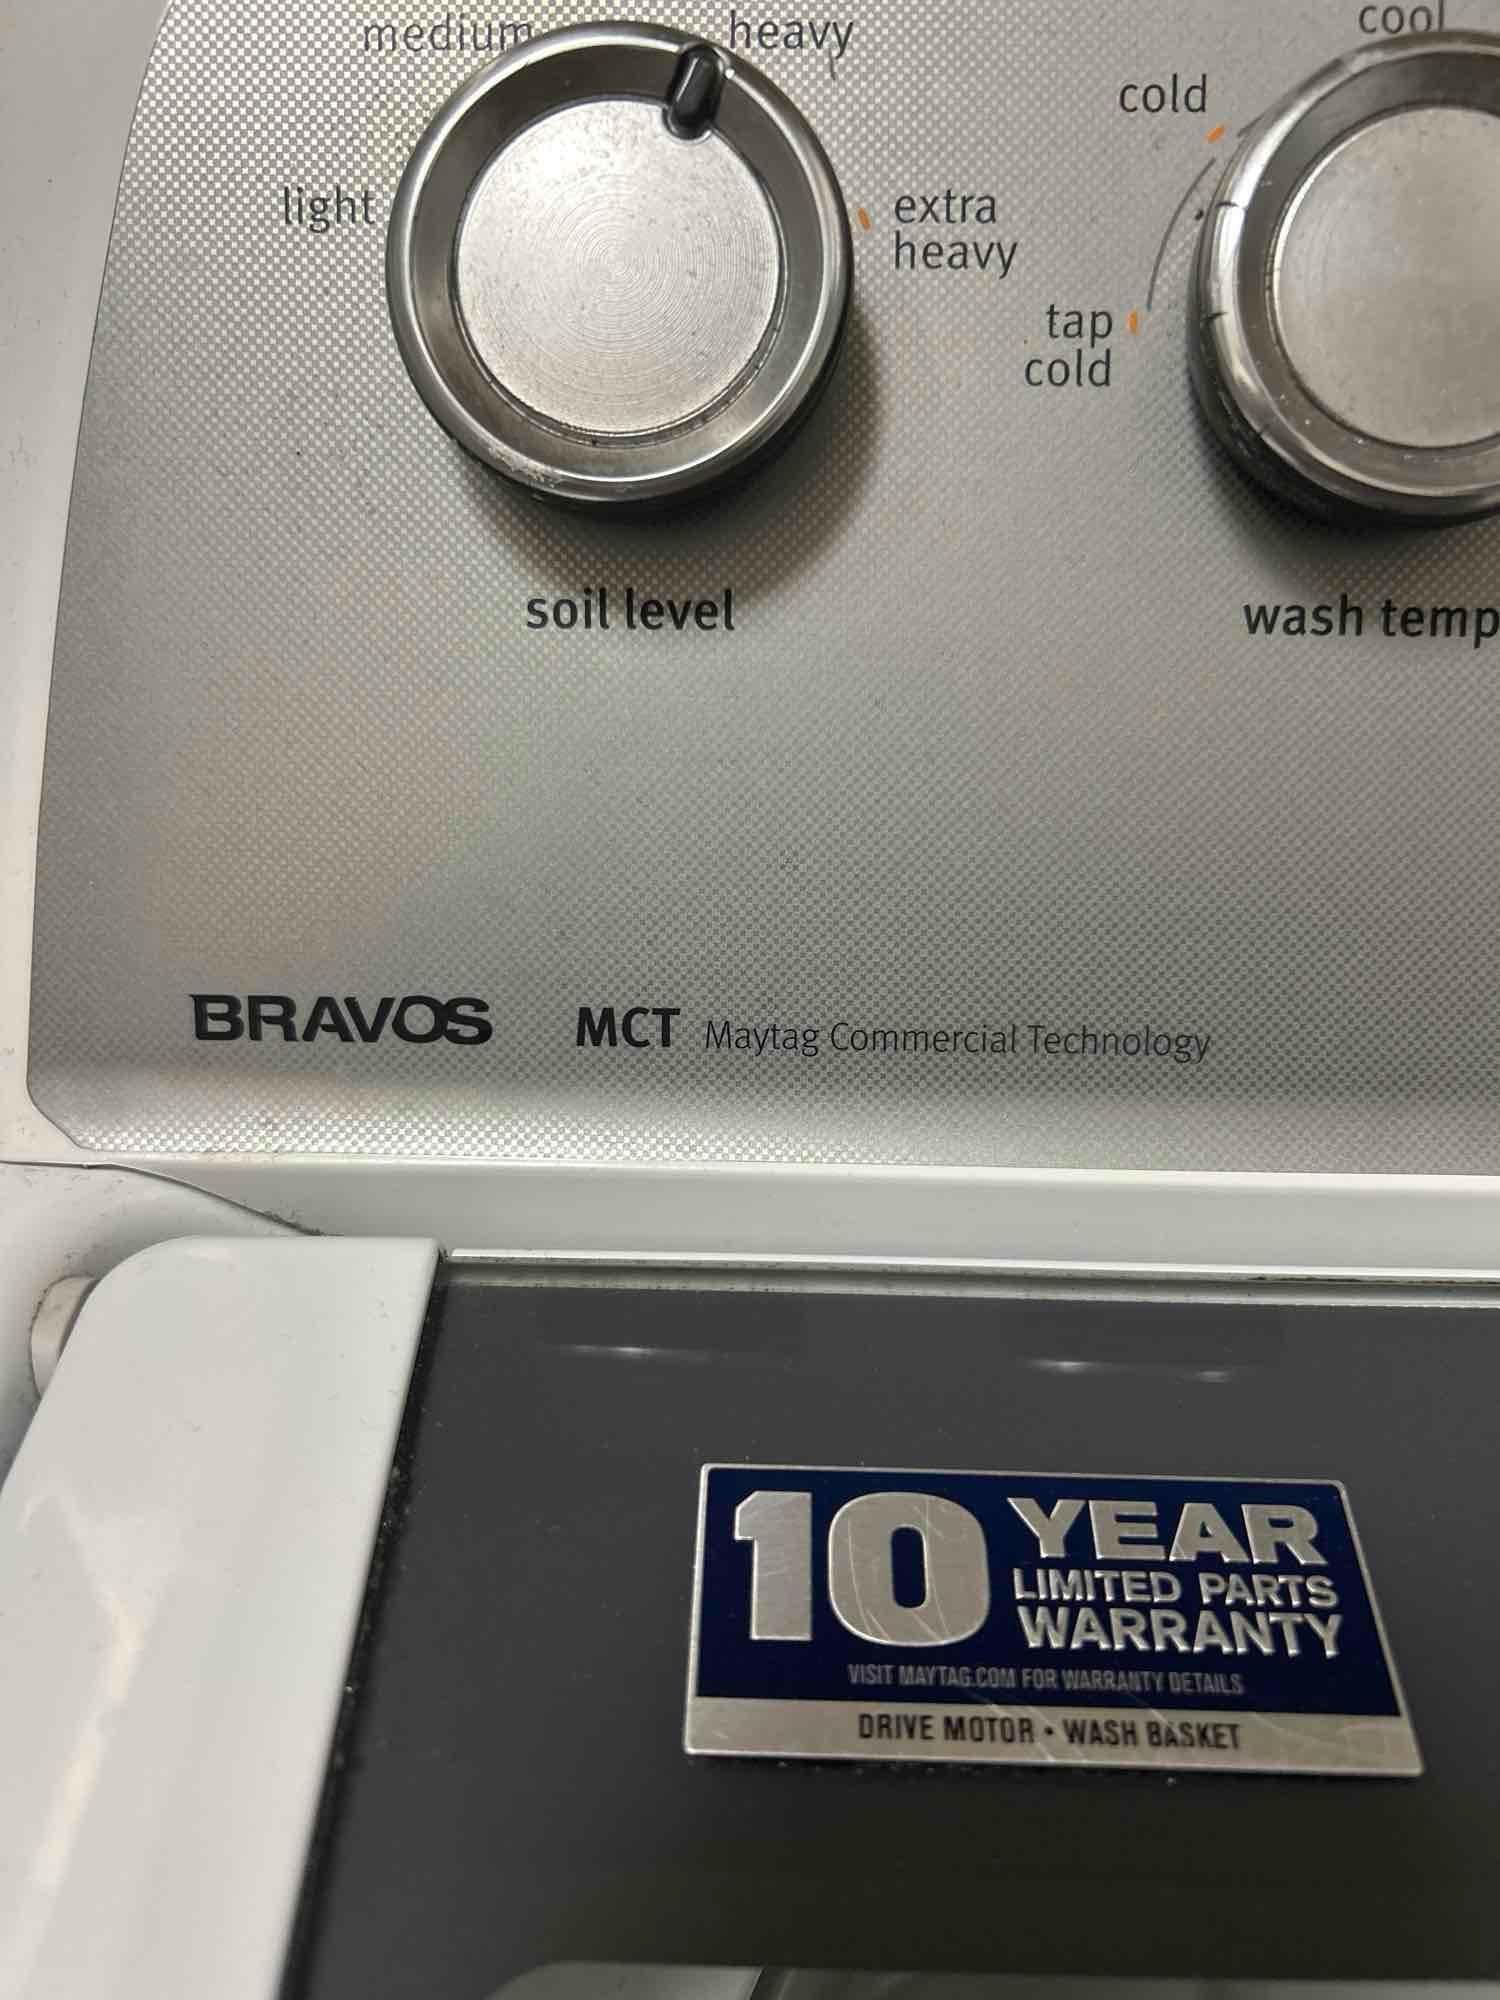 medium
heavy
cool
cold
light
extra
heavy
tap
cold
soil level
wash temp
BRAVOS MCT Maytag Commercial Technology
10 YEAR
LIMITED PARTS
WARRANTY
VISIT MAYTAG.COM FOR WARRANTY DETAILS
DRIVE MOTOR • WASH BASKET